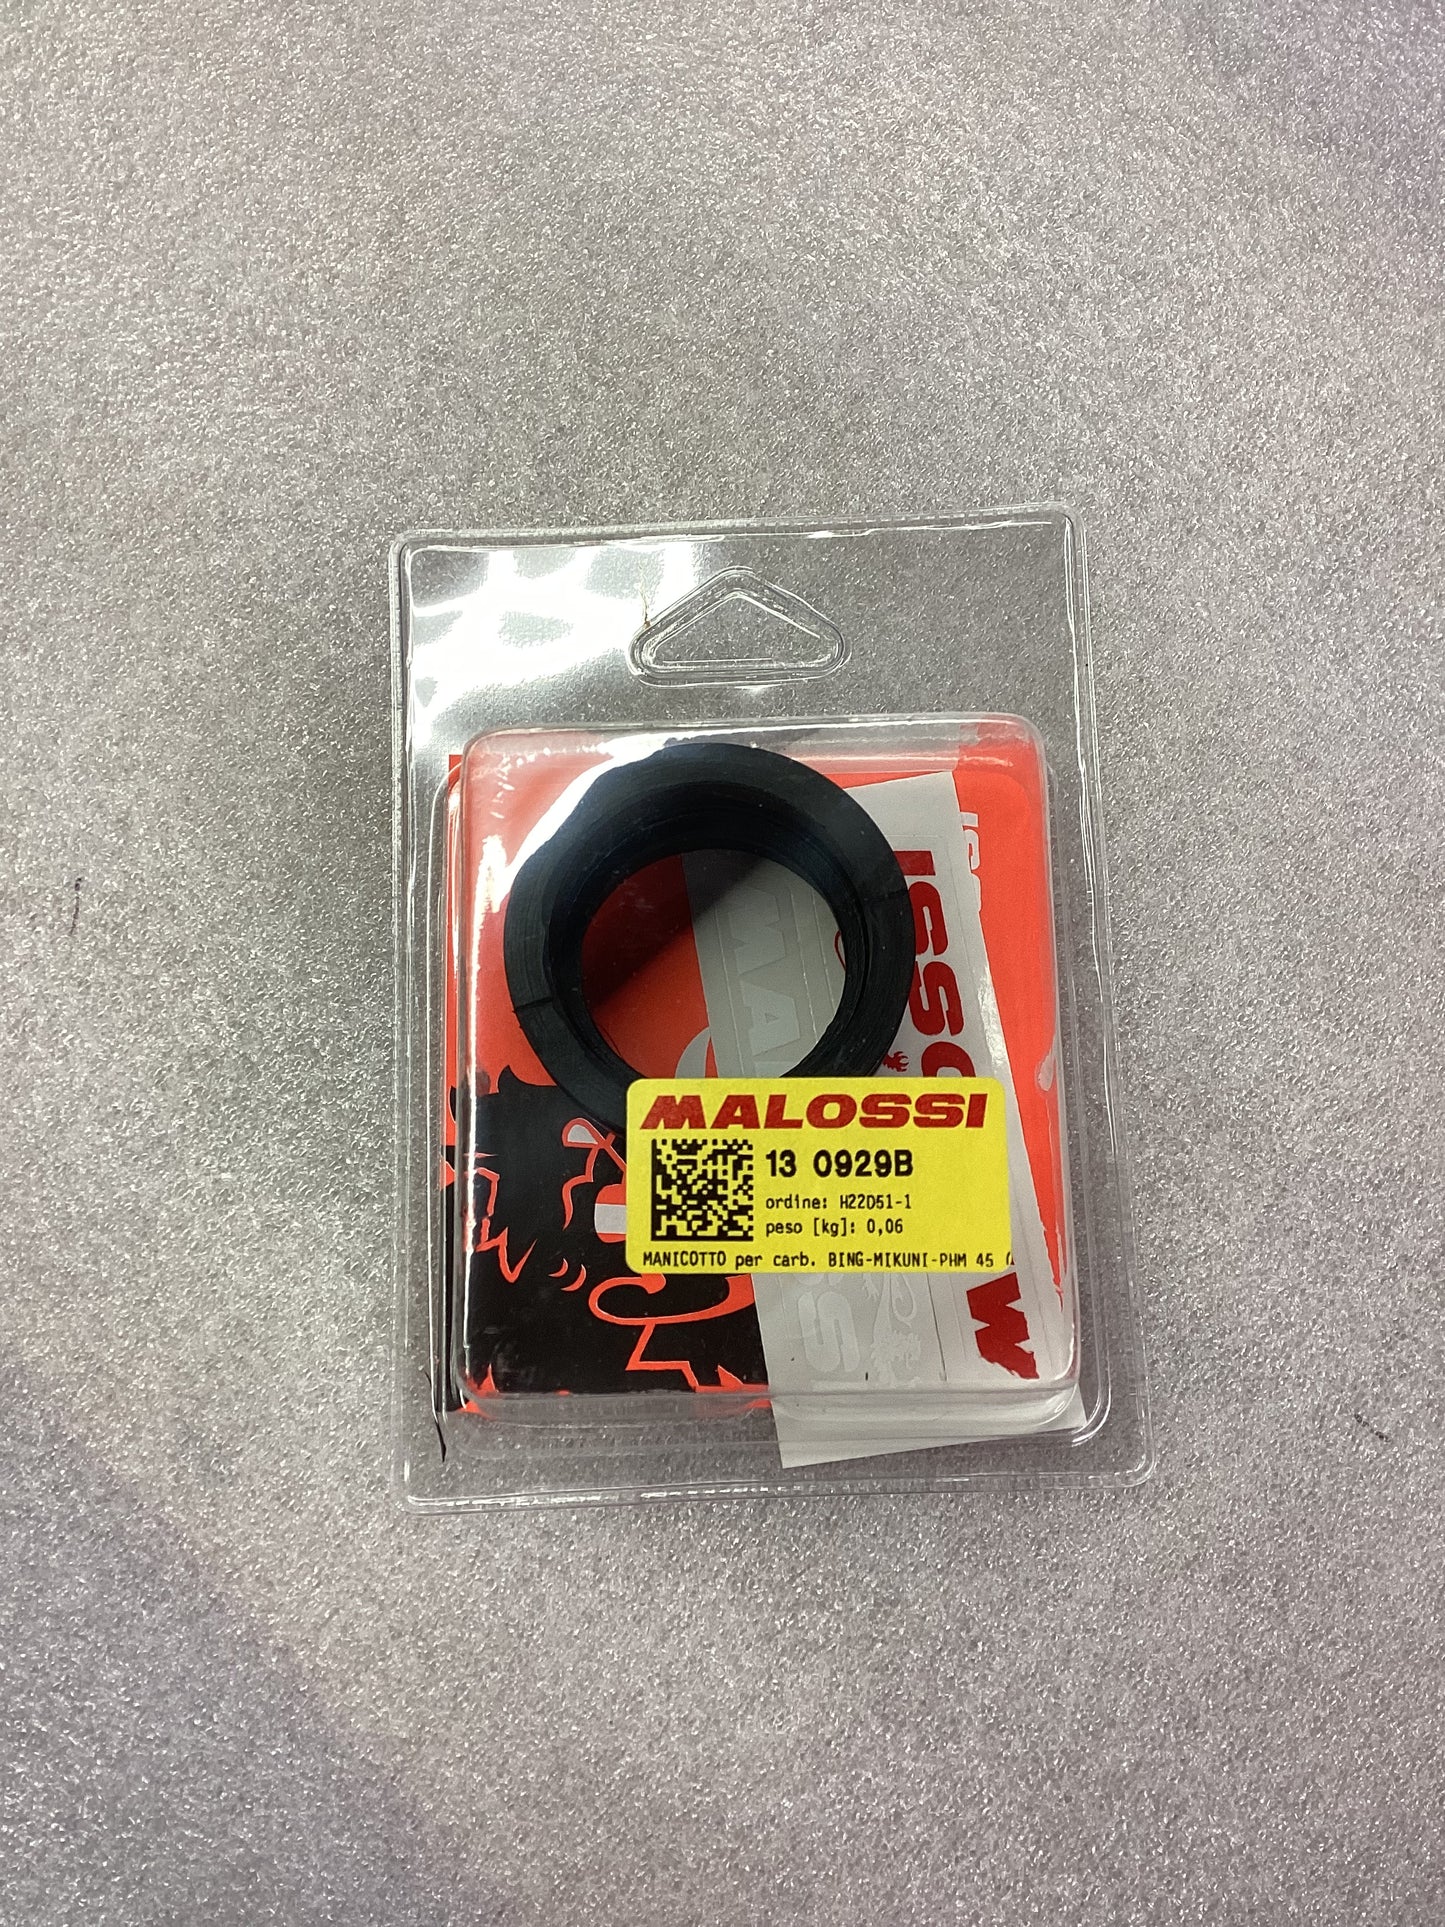 MALOSSI
13 0929B
ordine: H22D51-1
peso [kg]: 0,06
MANICOTTO per carb. BING-MIKUNI-PHM 45